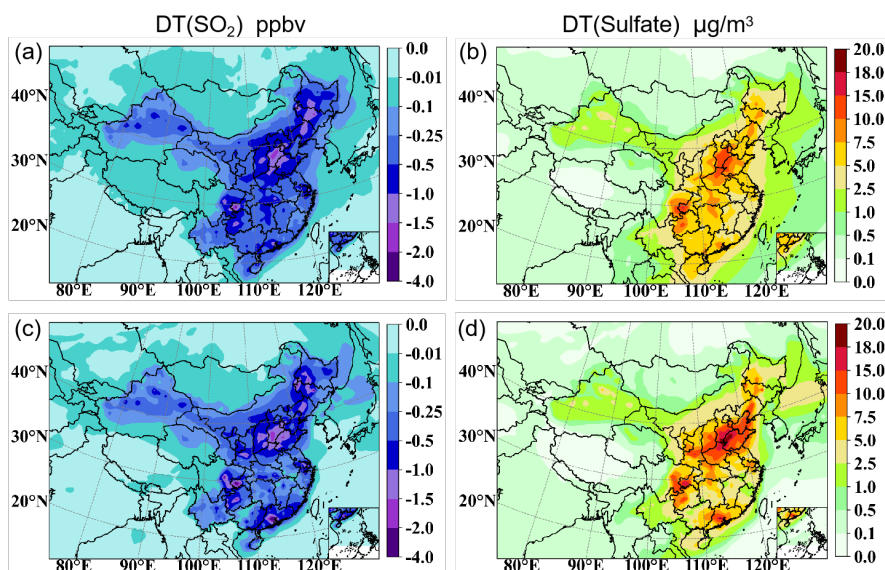 DT(SO₂) ppbv
DT(Sulfate) μg/m³
(a)
40°N
30°N
20°N
80°E 90°E 100°E 110°E 120°E
0.0
-0.01
-0.1
-0.25
-0.5
-1.0
-1.5
-2.0
-4.0
(b)
40°N
30°N
20°N
80°E 90°E 100°E 110°E 120°E
20.0
18.0
15.0
10.0
7.5
5.0
2.5
1.0
0.5
0.1
0.0
(c)
40°N
30°N
20°N
80°E 90°E 100°E 110°E 120°E
0.0
-0.01
-0.1
-0.25
-0.5
-1.0
-1.5
-2.0
-4.0
(d)
40°N
30°N
20°N
80°E 90°E 100°E 110°E 120°E
20.0
18.0
15.0
10.0
7.5
5.0
2.5
1.0
0.5
0.1
0.0